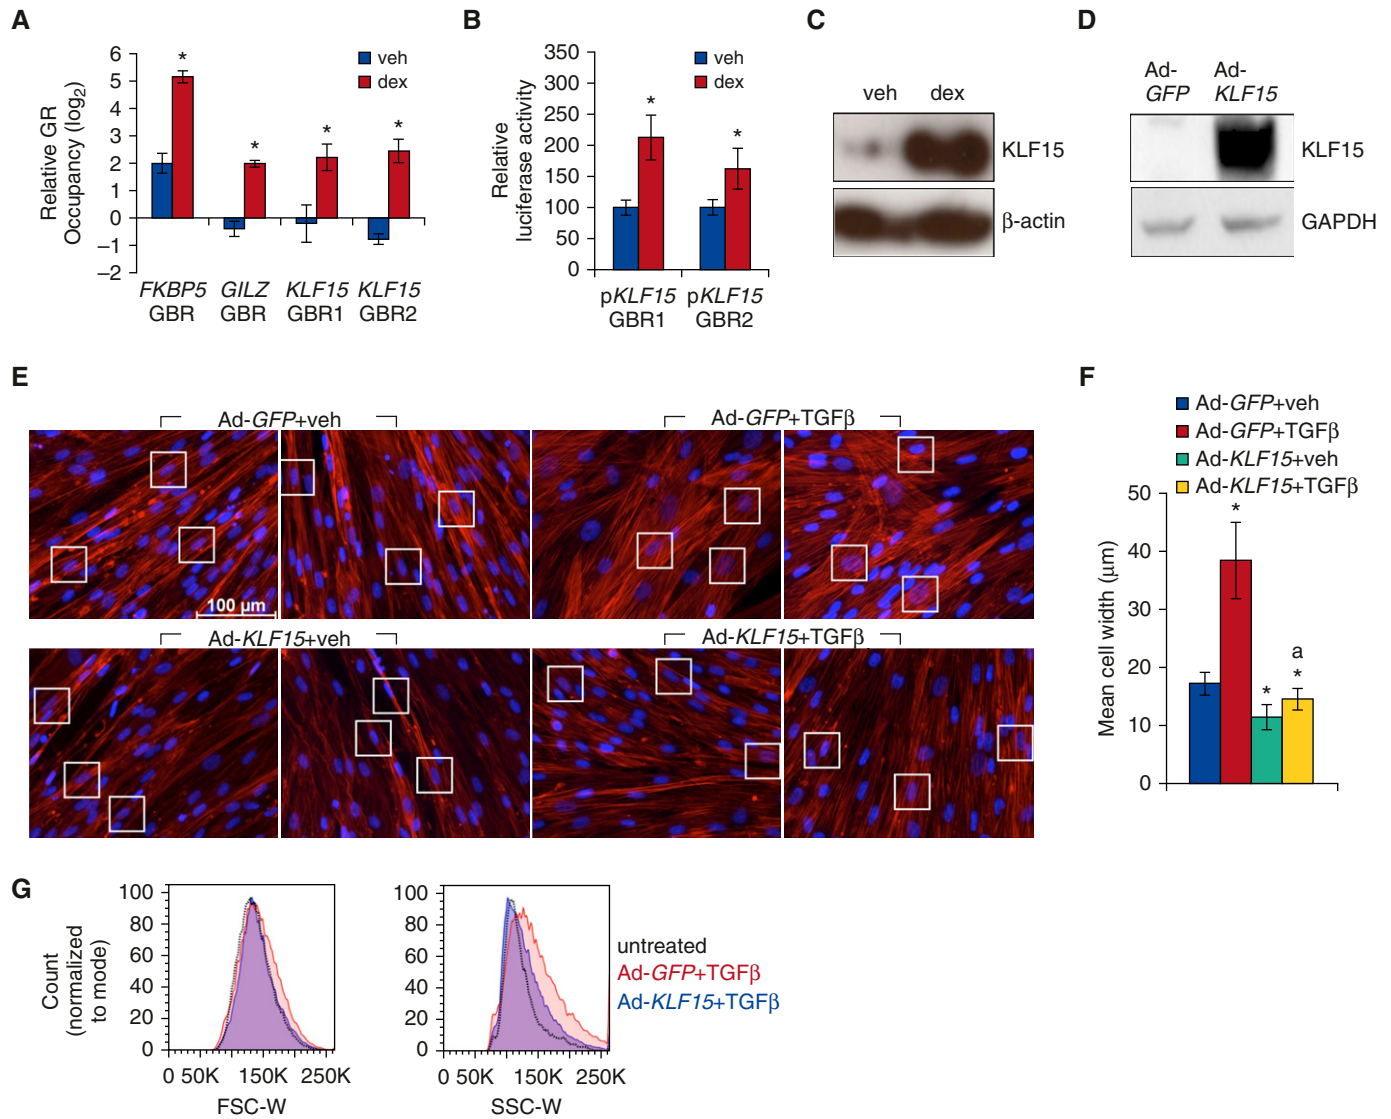 A
Relative GR
Occupancy (log2)
6
5
4
3
2
1
0
–1
–2
*
*
*
*
veh
dex
FKBP5
GBR
GILZ
GBR
KLF15
GBR1
KLF15
GBR2
B
Relative
luciferase activity
350
300
250
200
150
100
50
0
*
*
veh
dex
pKLF15
GBR1
pKLF15
GBR2
C
veh dex
KLF15
β-actin
D
Ad-
GFP
Ad-
KLF15
KLF15
GAPDH
E
Ad-GFP+veh
Ad-GFP+TGFβ
100 µm
Ad-KLF15+veh
Ad-KLF15+TGFβ
F
Ad-GFP+veh
Ad-GFP+TGFβ
Ad-KLF15+veh
Ad-KLF15+TGFβ
Mean cell width (µm)
50
40
30
20
10
0
*
*
a
*
G
Count
(normalized
to mode)
100
80
60
40
20
0
0 50K 150K 250K
FSC-W
100
80
60
40
20
0
0 50K 150K 250K
SSC-W
untreated
Ad-GFP+TGFβ
Ad-KLF15+TGFβ